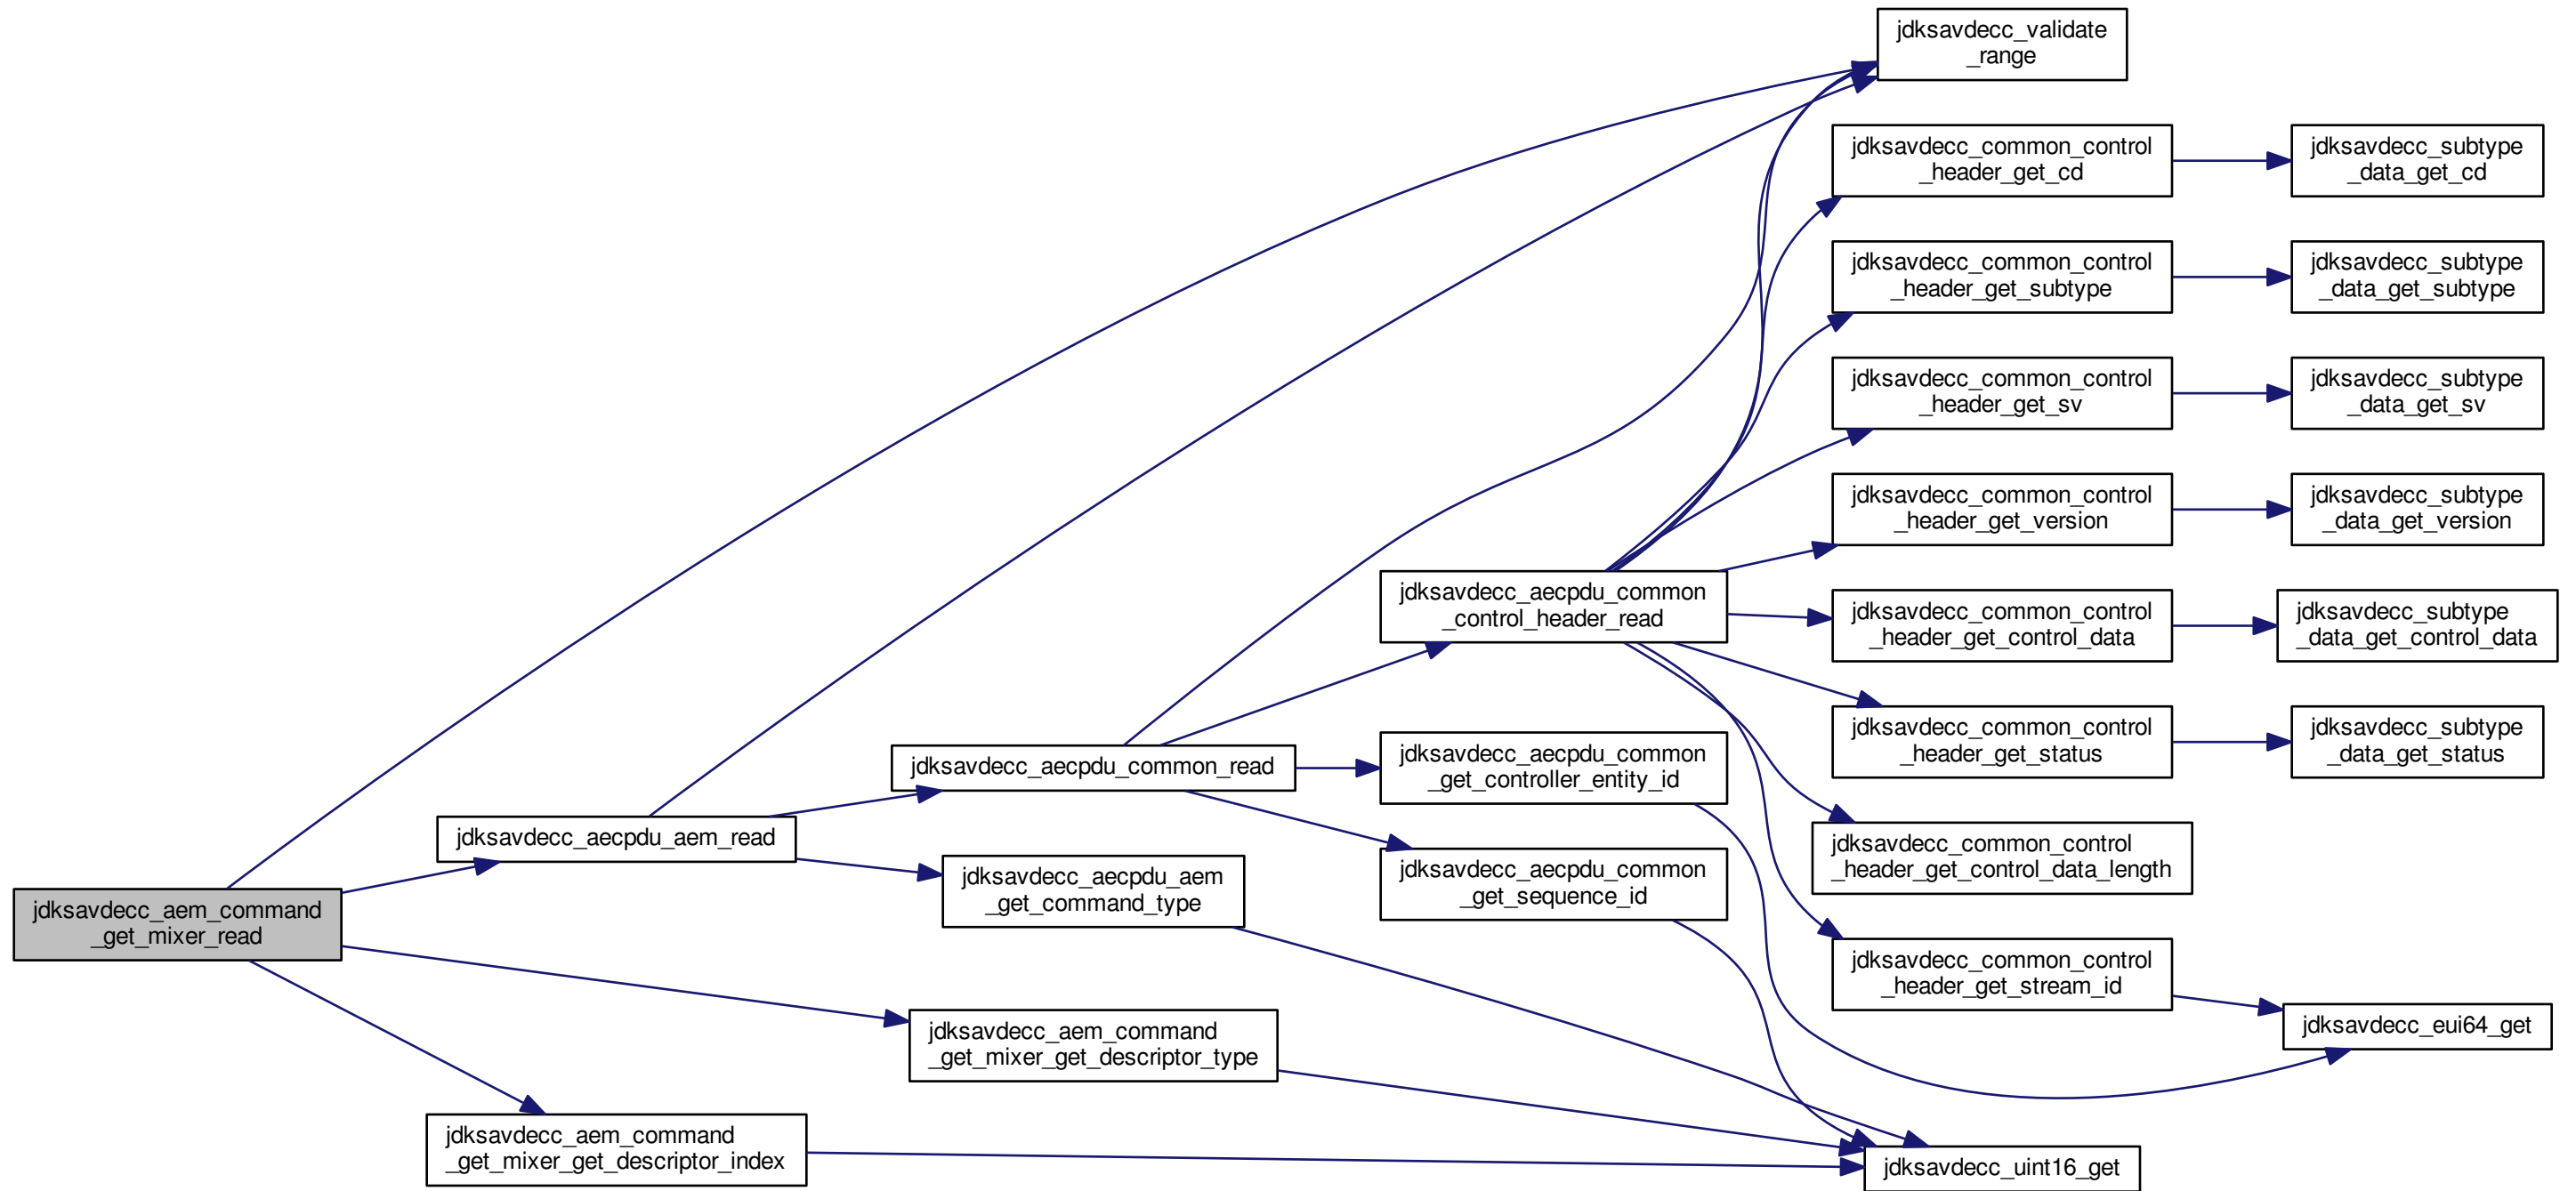 jdksavdecc_validate
_range
jdksavdecc_common_control
_header_get_cd
jdksavdecc_subtype
_data_get_cd
jdksavdecc_common_control
_header_get_subtype
jdksavdecc_subtype
_data_get_subtype
jdksavdecc_common_control
_header_get_sv
jdksavdecc_subtype
_data_get_sv
jdksavdecc_common_control
_header_get_version
jdksavdecc_subtype
_data_get_version
jdksavdecc_aecpdu_common
_control_header_read
jdksavdecc_common_control
_header_get_control_data
jdksavdecc_subtype
_data_get_control_data
jdksavdecc_common_control
_header_get_status
jdksavdecc_subtype
_data_get_status
jdksavdecc_aecpdu_common_read
jdksavdecc_aecpdu_common
_get_controller_entity_id
jdksavdecc_aecpdu_aem_read
jdksavdecc_common_control
_header_get_control_data_length
jdksavdecc_aecpdu_aem
_get_command_type
jdksavdecc_aecpdu_common
_get_sequence_id
jdksavdecc_aem_command
_get_mixer_read
jdksavdecc_common_control
_header_get_stream_id
jdksavdecc_eui64_get
jdksavdecc_aem_command
_get_mixer_get_descriptor_type
jdksavdecc_aem_command
_get_mixer_get_descriptor_index
jdksavdecc_uint16_get